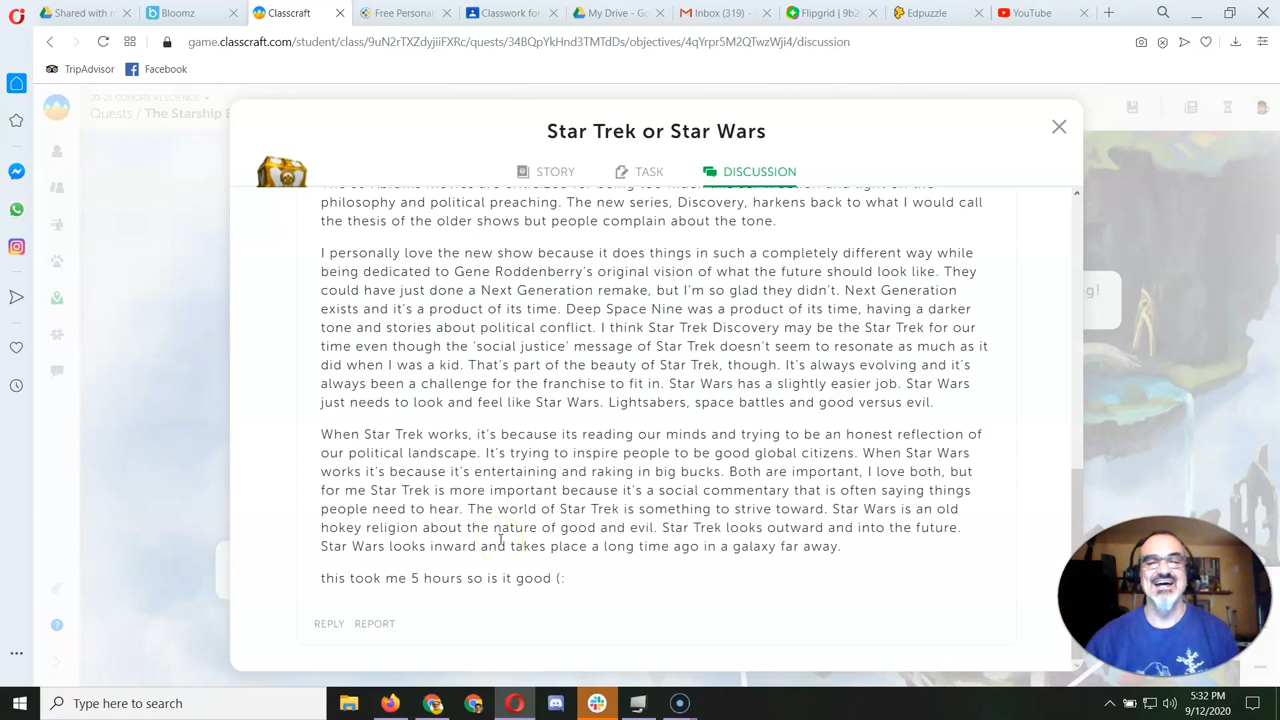 Shared with m
Bloomz
Classcraft
Free Personal
Classwork for
My Drive - Go
Inbox (319) -
Flipgrid | 9b2
Edpuzzle
YouTube
game.classcraft.com/student/class/9uN2rTXZdyjiiFXRc/quests/34BQpYkHnd3TMTdDs/objectives/4qYrpr5M2QTwzWji4/discussion
TripAdvisor Facebook
Quests / The Starship E
Star Trek or Star Wars
STORY TASK DISCUSSION
philosophy and political preaching. The new series, Discovery, harkens back to what I would call
the thesis of the older shows but people complain about the tone.
I personally love the new show because it does things in such a completely different way while
being dedicated to Gene Roddenberry's original vision of what the future should look like. They
could have just done a Next Generation remake, but I'm so glad they didn't. Next Generation
exists and it's a product of its time. Deep Space Nine was a product of its time, having a darker
tone and stories about political conflict. I think Star Trek Discovery may be the Star Trek for our
time even though the 'social justice' message of Star Trek doesn't seem to resonate as much as it
did when I was a kid. That's part of the beauty of Star Trek, though. It's always evolving and it's
always been a challenge for the franchise to fit in. Star Wars has a slightly easier job. Star Wars
just needs to look and feel like Star Wars. Lightsabers, space battles and good versus evil.
When Star Trek works, it's because its reading our minds and trying to be an honest reflection of
our political landscape. It's trying to inspire people to be good global citizens. When Star Wars
works it's because it's entertaining and raking in big bucks. Both are important, I love both, but
for me Star Trek is more important because it's a social commentary that is often saying things
people need to hear. The world of Star Trek is something to strive toward. Star Wars is an old
hokey religion about the nature of good and evil. Star Trek looks outward and into the future.
Star Wars looks inward and takes place a long time ago in a galaxy far away.
this took me 5 hours so is it good (:
REPLY REPORT
Type here to search
5:32 PM
9/12/2020